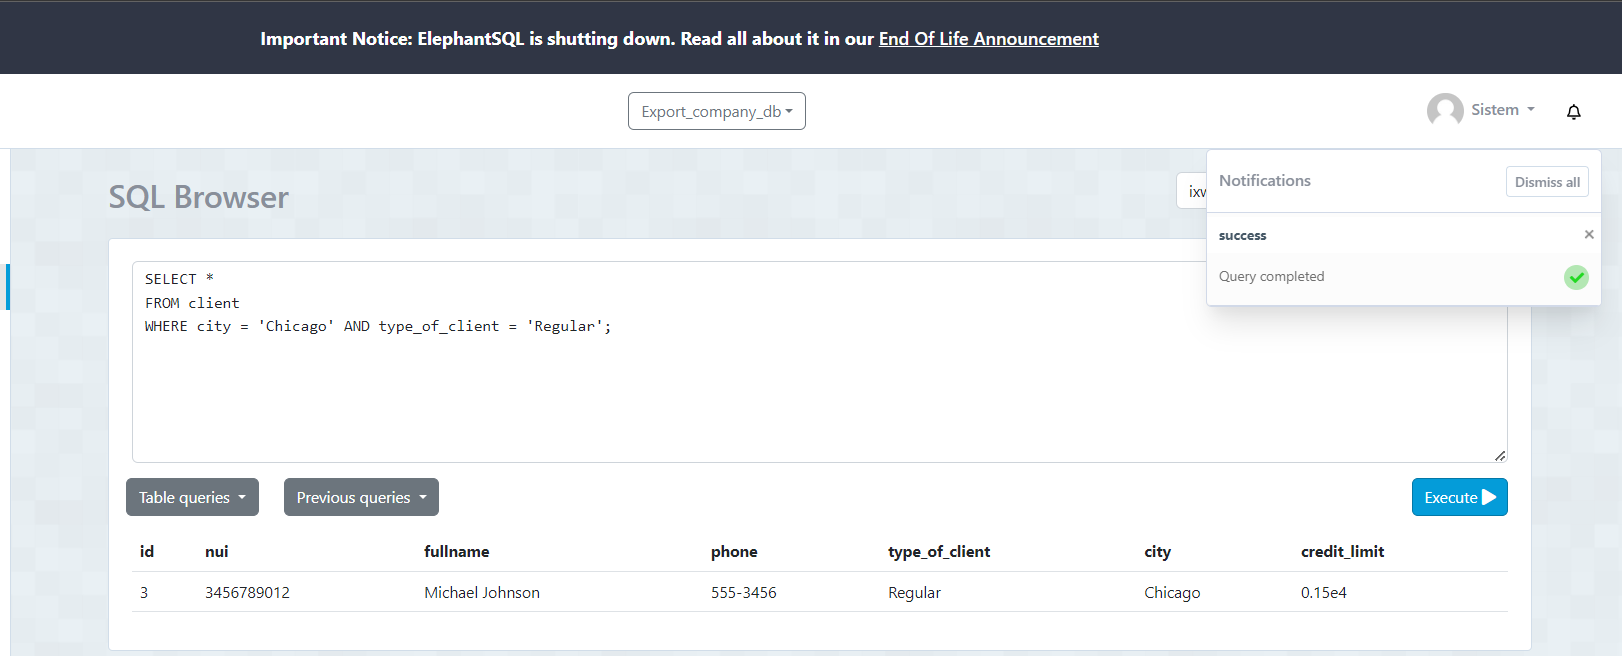 Important Notice: ElephantSQL is shutting down. Read all about it in our End Of Life Announcement
Export_company_db
Sistem
SQL Browser
Notifications
Dismiss all
success
×
Query completed
SELECT *
FROM client
WHERE city = 'Chicago' AND type_of_client = 'Regular';
Table queries
Previous queries
Execute
id nui fullname phone type_of_client city credit_limit
3 3456789012 Michael Johnson 555-3456 Regular Chicago 0.15e4